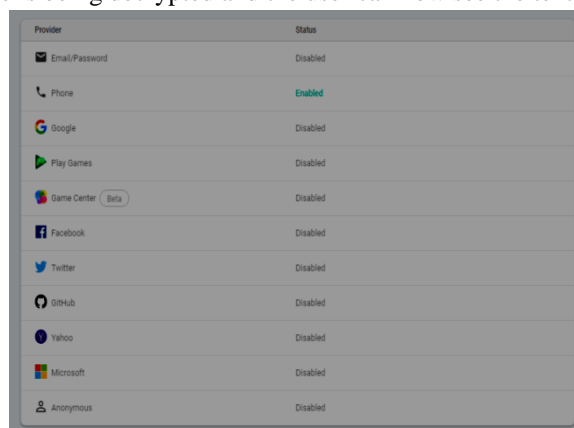 Provider Status
Email/Password Disabled
Phone Enabled
Google Disabled
Play Games Disabled
Game Center Beta Disabled
Facebook Disabled
Twitter Disabled
GitHub Disabled
Yahoo Disabled
Microsoft Disabled
Anonymous Disabled